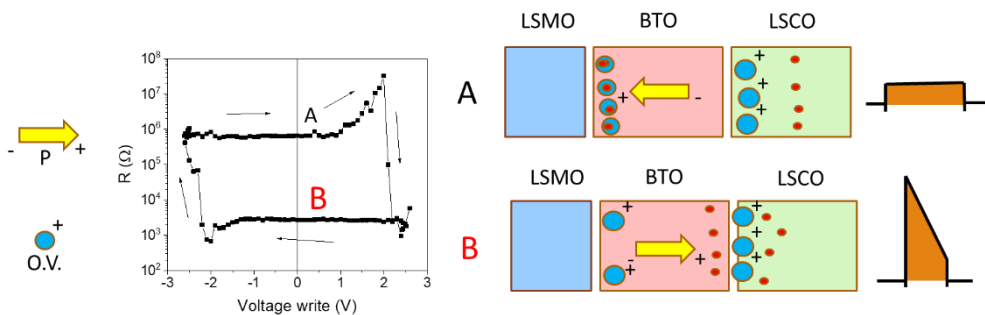 - P +
+
O.V.
R (Ω)
10^8
10^7
10^6
10^5
10^4
10^3
10^2
A
B
-3 -2 -1 0 1 2 3
Voltage write (V)
LSMO BTO LSCO
A
+ -
+
+
+
LSMO BTO LSCO
B
+ +
- +
+ +
+